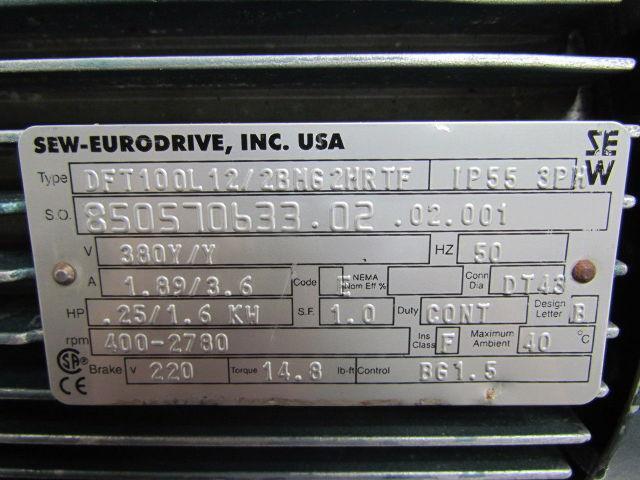 SEW-EURODRIVE, INC. USA
SEW
Type DFT100L12/2BMG2HRTF IP55 3PH
S.O. 850570633.02.02.001
V 380Y/Y HZ 50
A 1.89/3.6 Code F NEMA Nom Eff % Conn Dia DT48
HP .25/1.6 KW S.F. 1.0 Duty CONT Design Letter B
rpm 400-2780 Ins Class F Maximum Ambient 40 °C
Brake V 220 Torque 14.8 lb-ft Control BG1.5
SA
CE